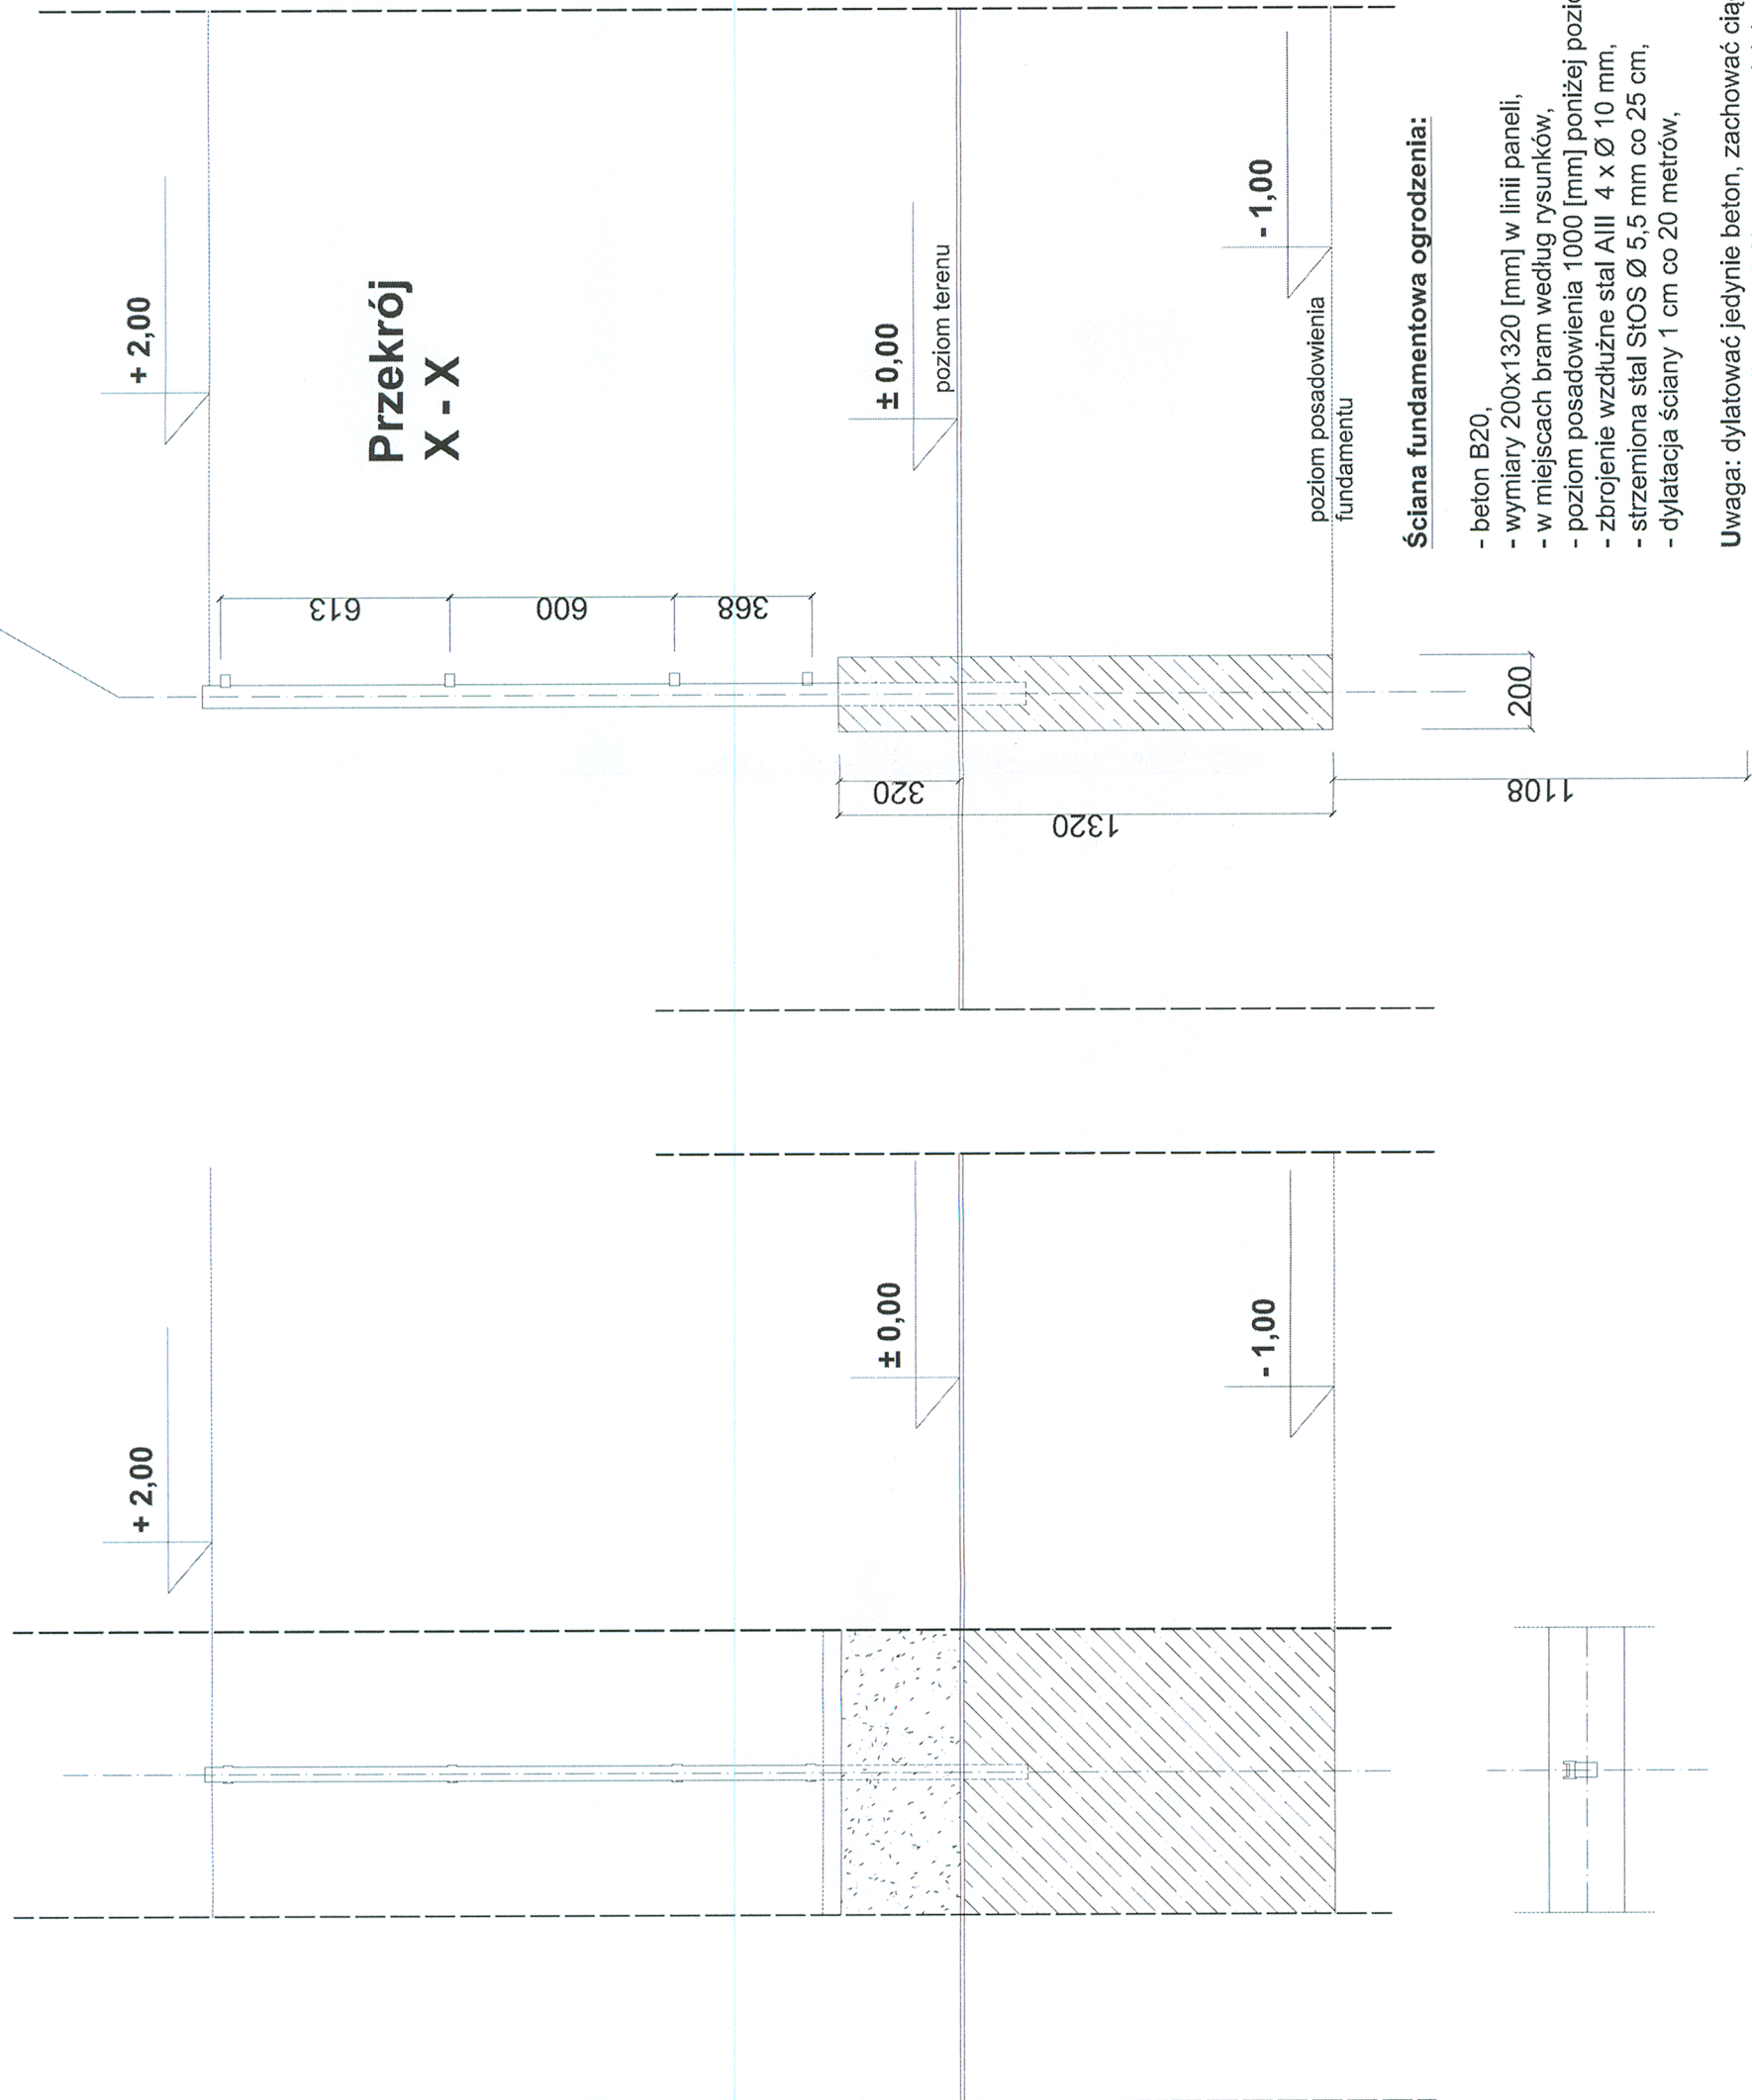 + 2,00
Przekrój
X - X
± 0,00
poziom terenu
- 1,00
poziom posadowienia
fundamentu
613
600
368
320
1320
1108
200
Ściana fundamentowa ogrodzenia:
- beton B20,
- wymiary 200x1320 [mm] w linii paneli,
- w miejscach bram według rysunków,
- poziom posadowienia 1000 [mm] poniżej
- zbrojenie wzdłużne stal AIII 4 x Ø 10 mm,
- strzemiona stal StOS Ø 5,5 mm co 25 cm,
- dylatacja ściany 1 cm co 20 metrów,
Uwaga: dylatować jedynie beton, zachować
+ 2,00
± 0,00
- 1,00